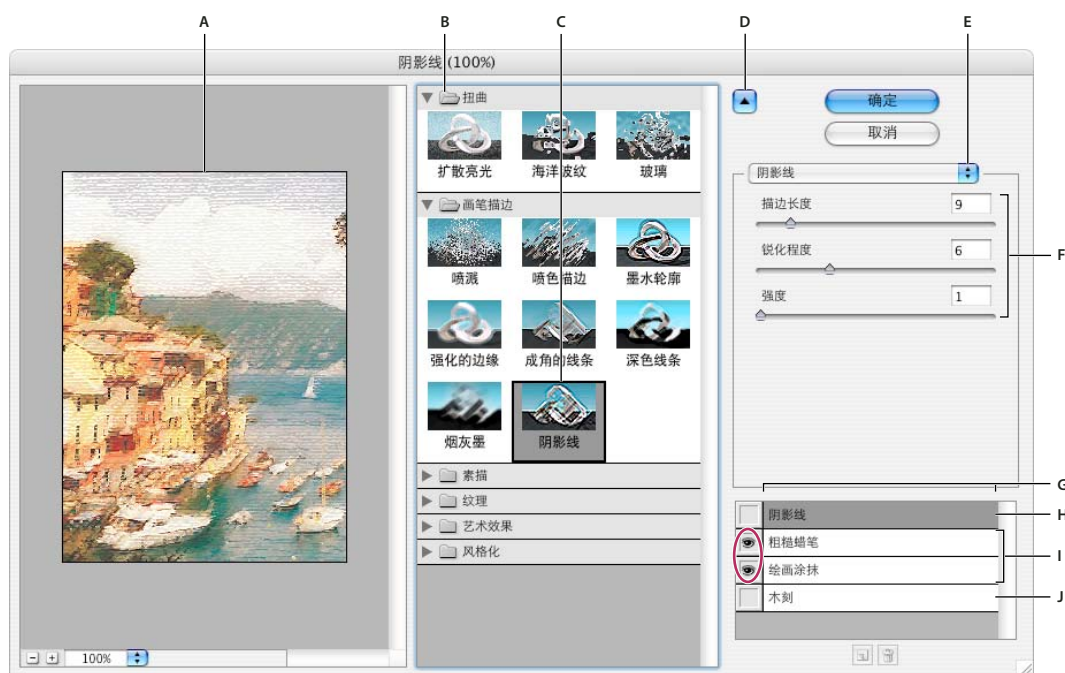 A
B
C
D
E
阴影线 (100%)
扭曲
扩散亮光
海洋波纹
玻璃
画笔描边
喷溅
喷色描边
墨水轮廓
强化的边缘
成角的线条
深色线条
烟灰墨
阴影线
素描
纹理
艺术效果
风格化
100%
确定
取消
阴影线
描边长度 9
锐化程度 6
强度 1
F
G
阴影线
H
粗糙蜡笔
I
绘画涂抹
木刻
J